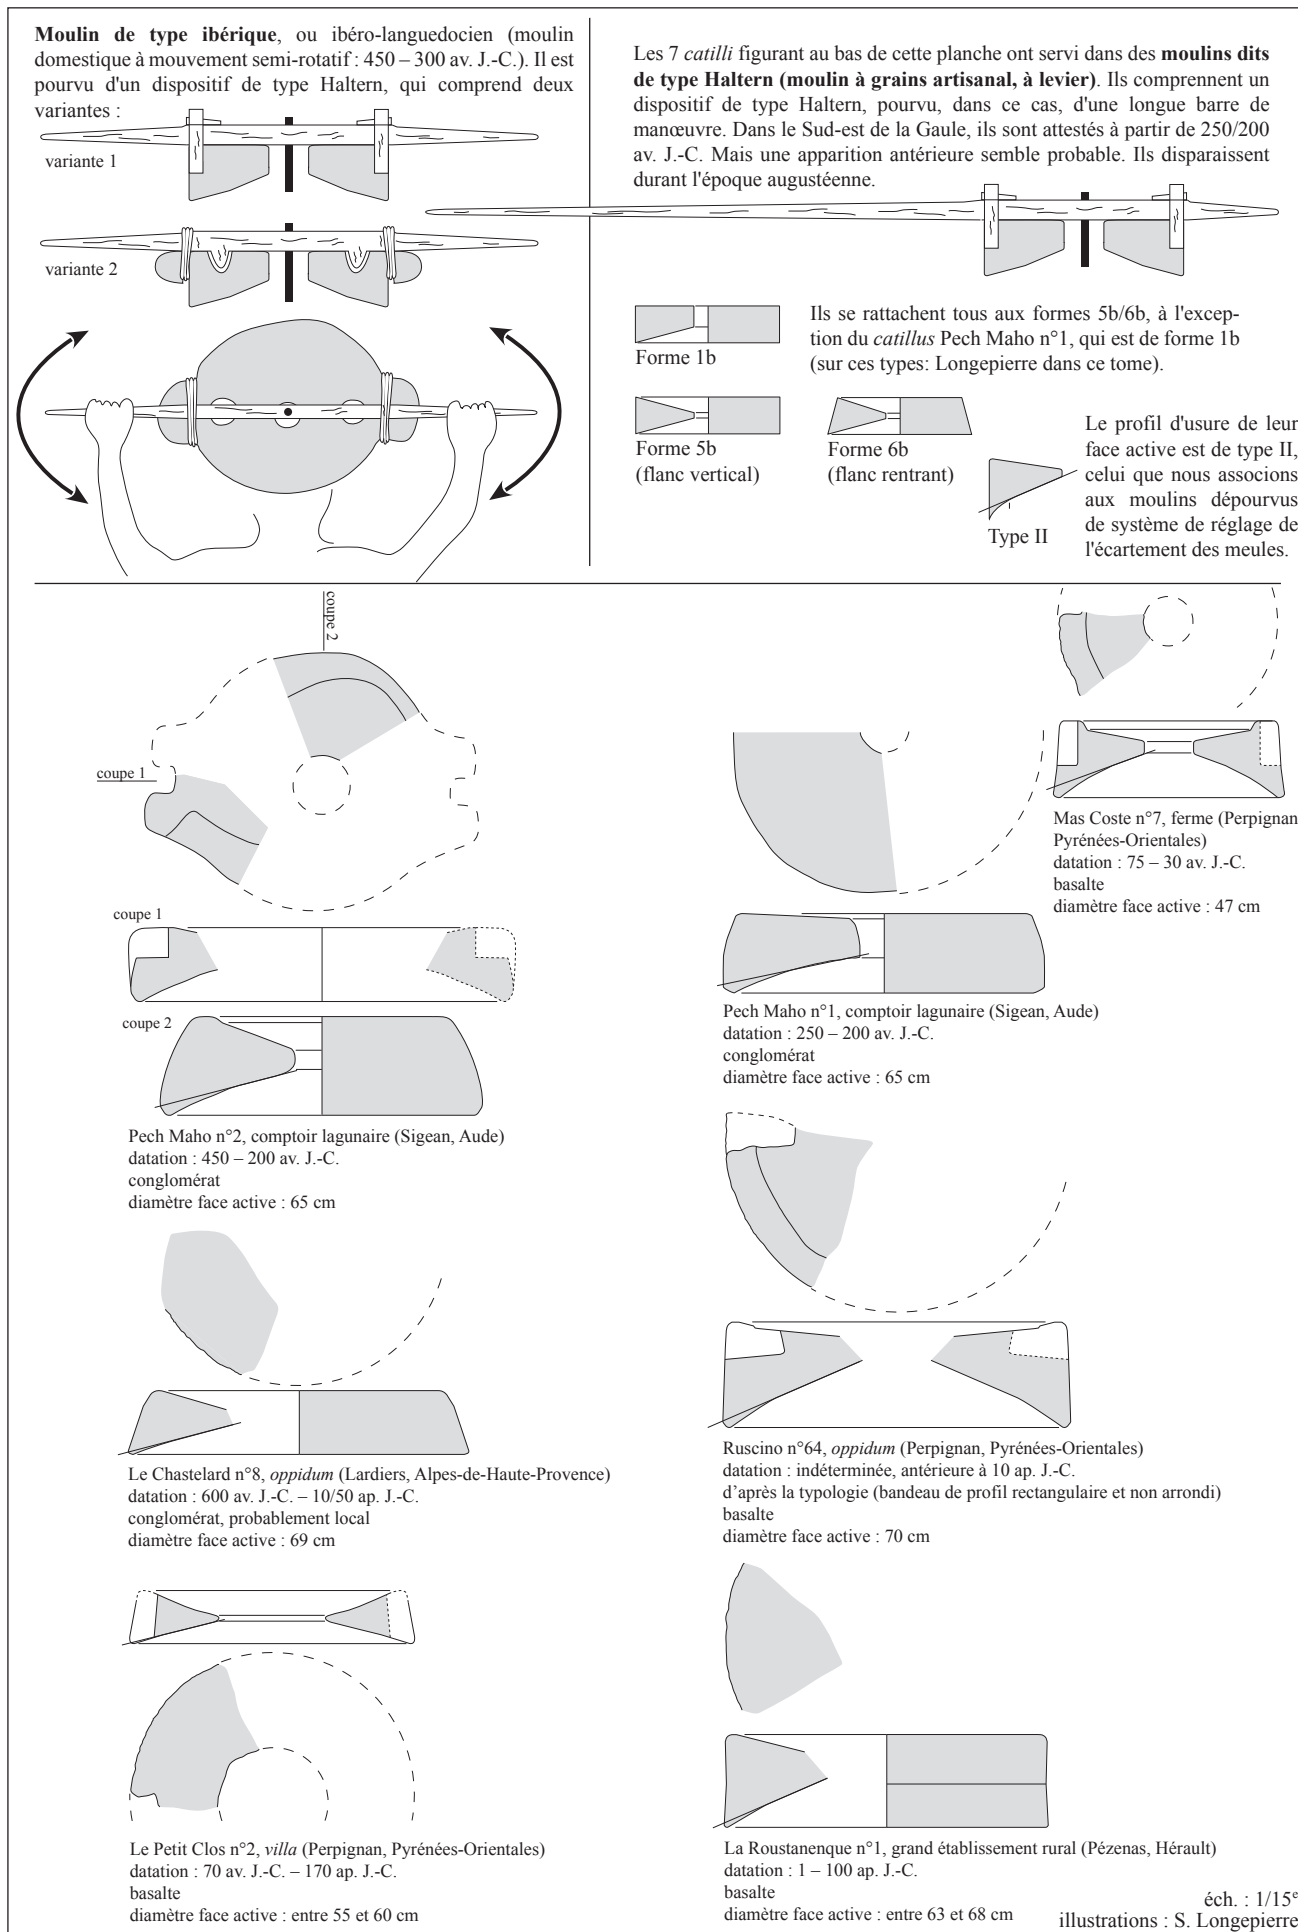 Moulin de type ibérique, ou ibéro-languedocien (moulin
domestique à mouvement semi-rotatif : 450 – 300 av. J.-C.). Il est
pourvu d'un dispositif de type Haltern, qui comprend deux
variantes :
variante 1
variante 2
Les 7 catilli figurant au bas de cette planche ont servi dans des moulins dits
de type Haltern (moulin à grains artisanal, à levier). Ils comprennent un
dispositif de type Haltern, pourvu, dans ce cas, d'une longue barre de
manœuvre. Dans le Sud-est de la Gaule, ils sont attestés à partir de 250/200
av. J.-C. Mais une apparition antérieure semble probable. Ils disparaissent
durant l'époque augustéenne.
Forme 1b
Ils se rattachent tous aux formes 5b/6b, à l'excep-
tion du catillus Pech Maho n°1, qui est de forme 1b
(sur ces types: Longepierre dans ce tome).
Forme 5b
(flanc vertical)
Forme 6b
(flanc rentrant)
Type II
Le profil d'usure de leur
face active est de type II,
celui que nous associons
aux moulins dépourvus
de système de réglage de
l'écartement des meules.
coupe 2
coupe 1
coupe 1
coupe 2
Pech Maho n°2, comptoir lagunaire (Sigean, Aude)
datation : 450 – 200 av. J.-C.
conglomérat
diamètre face active : 65 cm
Mas Coste n°7, ferme (Perpignan
Pyrénées-Orientales)
datation : 75 – 30 av. J.-C.
basalte
diamètre face active : 47 cm
Pech Maho n°1, comptoir lagunaire (Sigean, Aude)
datation : 250 – 200 av. J.-C.
conglomérat
diamètre face active : 65 cm
Le Chastelard n°8, oppidum (Lardiers, Alpes-de-Haute-Provence)
datation : 600 av. J.-C. – 10/50 ap. J.-C.
conglomérat, probablement local
diamètre face active : 69 cm
Ruscino n°64, oppidum (Perpignan, Pyrénées-Orientales)
datation : indéterminée, antérieure à 10 ap. J.-C.
d’après la typologie (bandeau de profil rectangulaire et non arrondi)
basalte
diamètre face active : 70 cm
Le Petit Clos n°2, villa (Perpignan, Pyrénées-Orientales)
datation : 70 av. J.-C. – 170 ap. J.-C.
basalte
diamètre face active : entre 55 et 60 cm
La Roustanenque n°1, grand établissement rural (Pézenas, Hérault)
datation : 1 – 100 ap. J.-C.
basalte
diamètre face active : entre 63 et 68 cm
éch. : 1/15e
illustrations : S. Longepierre